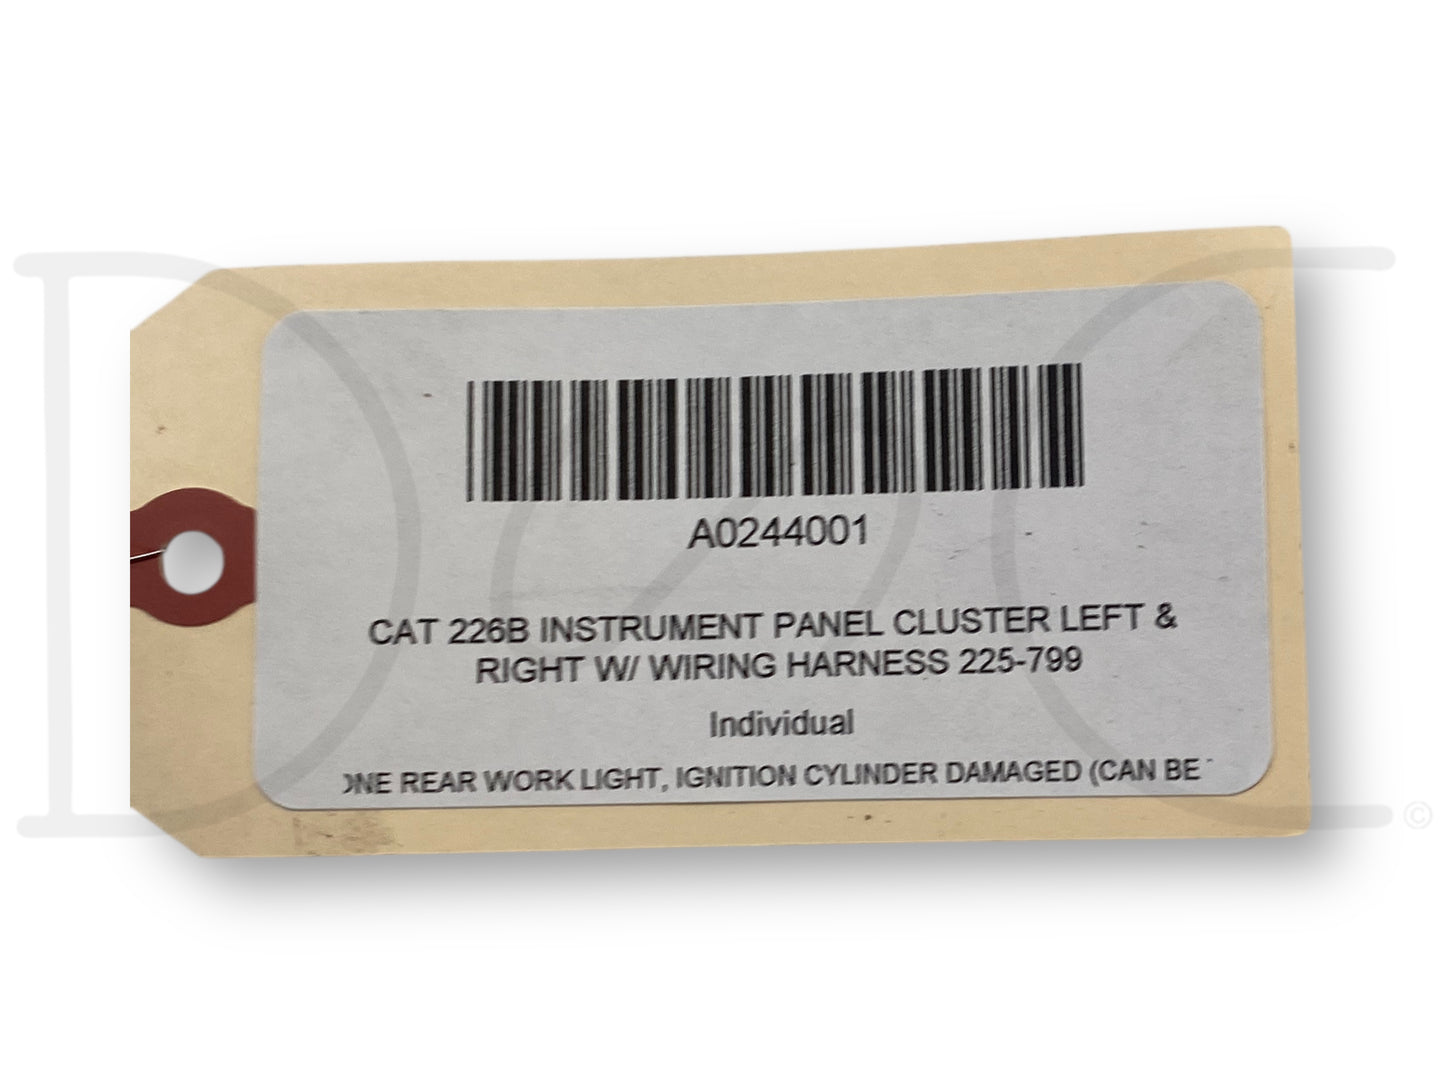 A0244001
CAT 226B INSTRUMENT PANEL CLUSTER LEFT &
RIGHT W/ WIRING HARNESS 225-799
Individual
ONE REAR WORK LIGHT, IGNITION CYLINDER DAMAGED (CAN BE
©